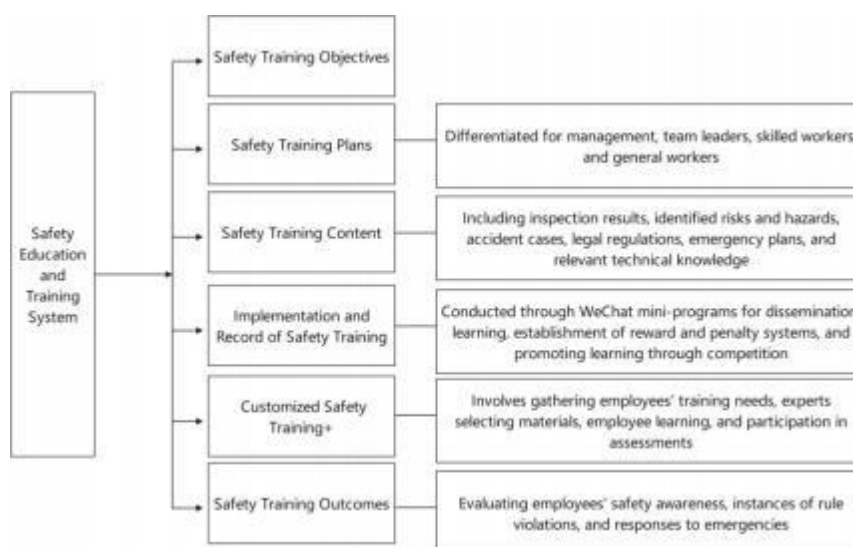 Safety
Education
and
Training
System
Safety Training Objectives
Safety Training Plans
Differentiated for management, team leaders, skilled workers
and general workers
Safety Training Content
Including inspection results, identified risks and hazards,
accident cases, legal regulations, emergency plans, and
relevant technical knowledge
Implementation and
Record of Safety Training
Conducted through WeChat mini-programs for dissemination
learning, establishment of reward and penalty systems, and
promoting learning through competition
Customized Safety
Training+
Involves gathering employees' training needs, experts
selecting materials, employee learning, and participation in
assessments
Safety Training Outcomes
Evaluating employees' safety awareness, instances of rule
violations, and responses to emergencies